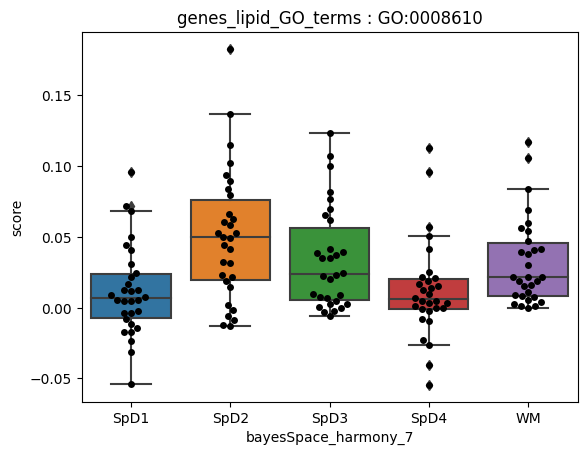 genes_lipid_GO_terms : GO:0008610
score
0.15
0.10
0.05
0.00
−0.05
SpD1 SpD2 SpD3 SpD4 WM
bayesSpace_harmony_7